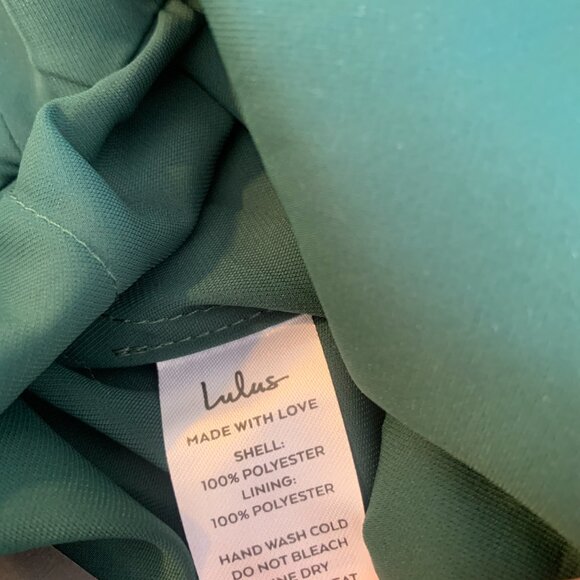 Lulus
MADE WITH LOVE
SHELL:
100% POLYESTER
LINING:
100% POLYESTER
HAND WASH COLD
DO NOT BLEACH
DRY